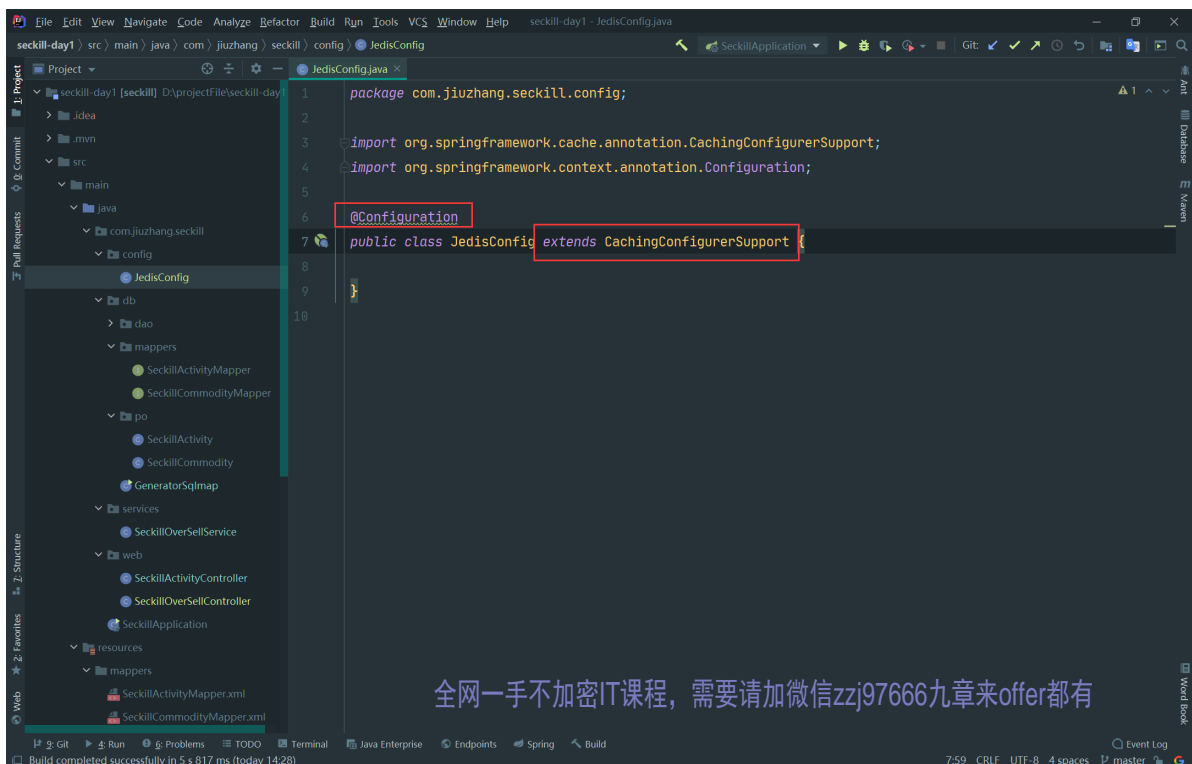 File Edit View Navigate Code Analyze Refactor Build Run Tools VCS Window Help seckill-day1 - JedisConfig.java
seckill-day1 src main java com jiuzhang seckill config JedisConfig
SeckillApplication Git:
Project
JedisConfig.java
1: Project
0: Commit
Pull Requests
7: Structure
2: Favorites
Web
seckill-day1 [seckill] D:\projectFile\seckill-day1
.idea
.mvn
src
main
java
com.jiuzhang.seckill
config
JedisConfig
db
dao
mappers
SeckillActivityMapper
SeckillCommodityMapper
po
SeckillActivity
SeckillCommodity
GeneratorSqlmap
services
SeckillOverSellService
web
SeckillActivityController
SeckillOverSellController
SeckillApplication
resources
mappers
SeckillActivityMapper.xml
SeckillCommodityMapper.xml
1 package com.jiuzhang.seckill.config;
2
3 import org.springframework.cache.annotation.CachingConfigurerSupport;
4 import org.springframework.context.annotation.Configuration;
5
6 @Configuration
7 public class JedisConfig extends CachingConfigurerSupport {
8
9 }
10
1
Ant
Database
Maven
Word Book
全网一手不加密IT课程，需要请加微信zzj97666九章来offer都有
9: Git 4: Run 6: Problems TODO Terminal Java Enterprise Endpoints Spring Build Event Log
Build completed successfully in 5 s 817 ms (today 14:28) 7:59 CRLF UTF-8 4 spaces master